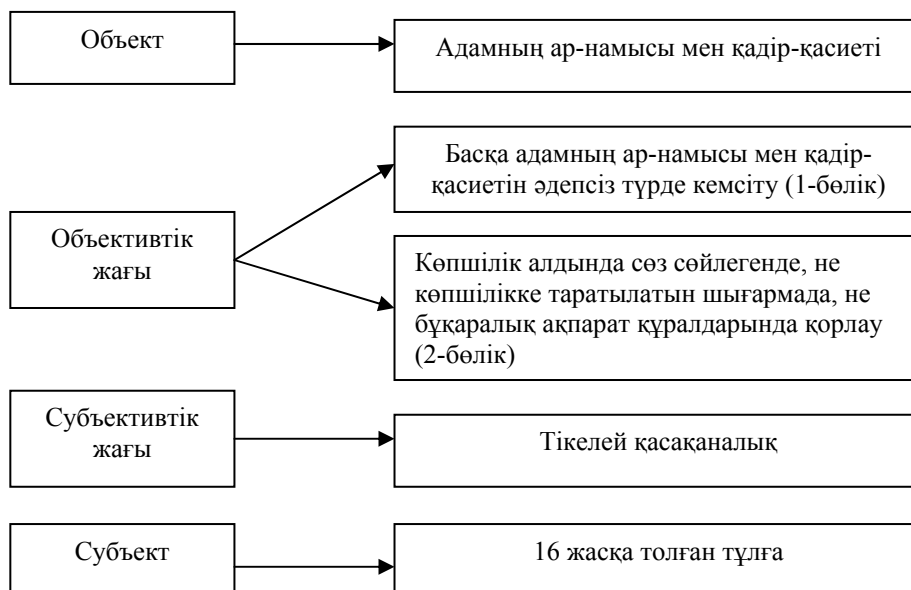 Объект
Адамның ар-намысы мен қадір-қасиеті
Объективтік
жағы
Басқа адамның ар-намысы мен қадір-
қасиетін әдепсіз түрде кемсіту (1-бөлік)
Көпшілік алдында сөз сөйлегенде, не
көпшілікке таратылатын шығармада, не
бұқаралық ақпарат құралдарында қорлау
(2-бөлік)
Субъективтік
жағы
Тікелей қасақаналық
Субъект
16 жасқа толған тұлға